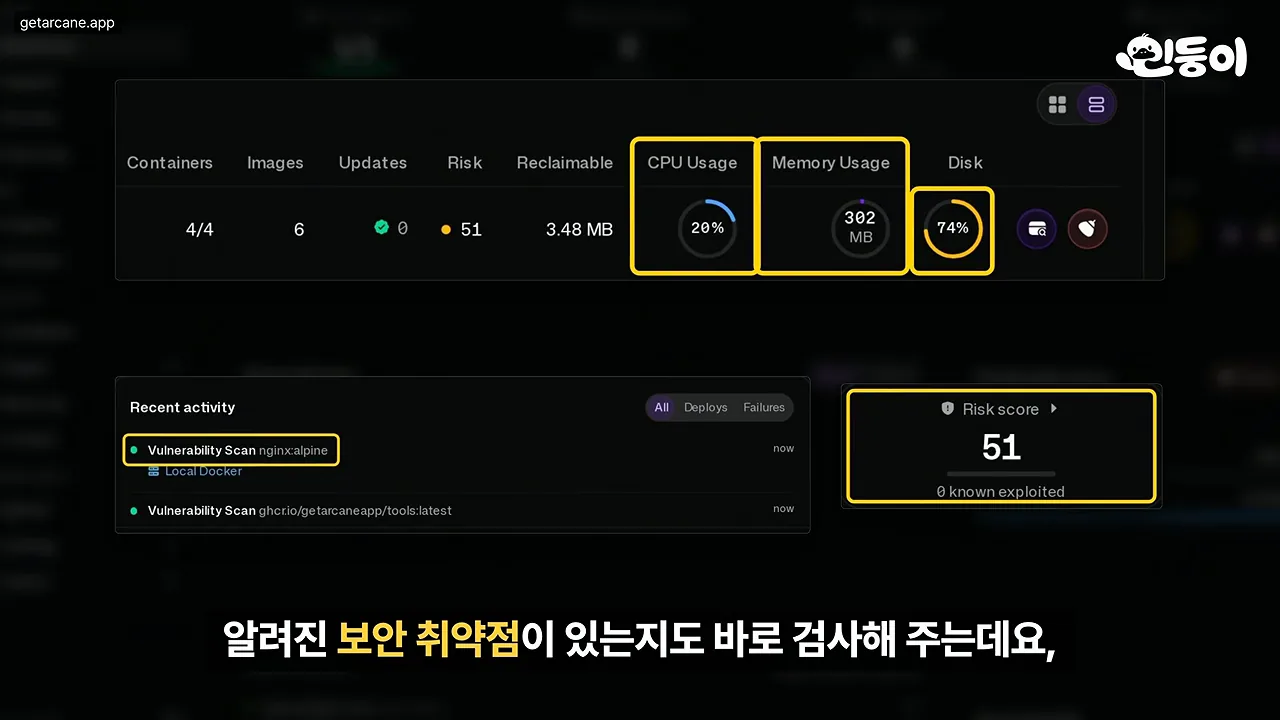 getarcane.app
인둥이
Containers Images Updates Risk Reclaimable CPU Usage Memory Usage Disk
4/4 6 0 51 3.48 MB 20% 302 MB 74%
Recent activity
All Deploys Failures
Vulnerability Scan nginx:alpine now
Local Docker
Vulnerability Scan ghcr.io/getarcaneapp/tools:latest now
Risk score
51
0 known exploited
알려진 보안 취약점이 있는지도 바로 검사해 주는데요,